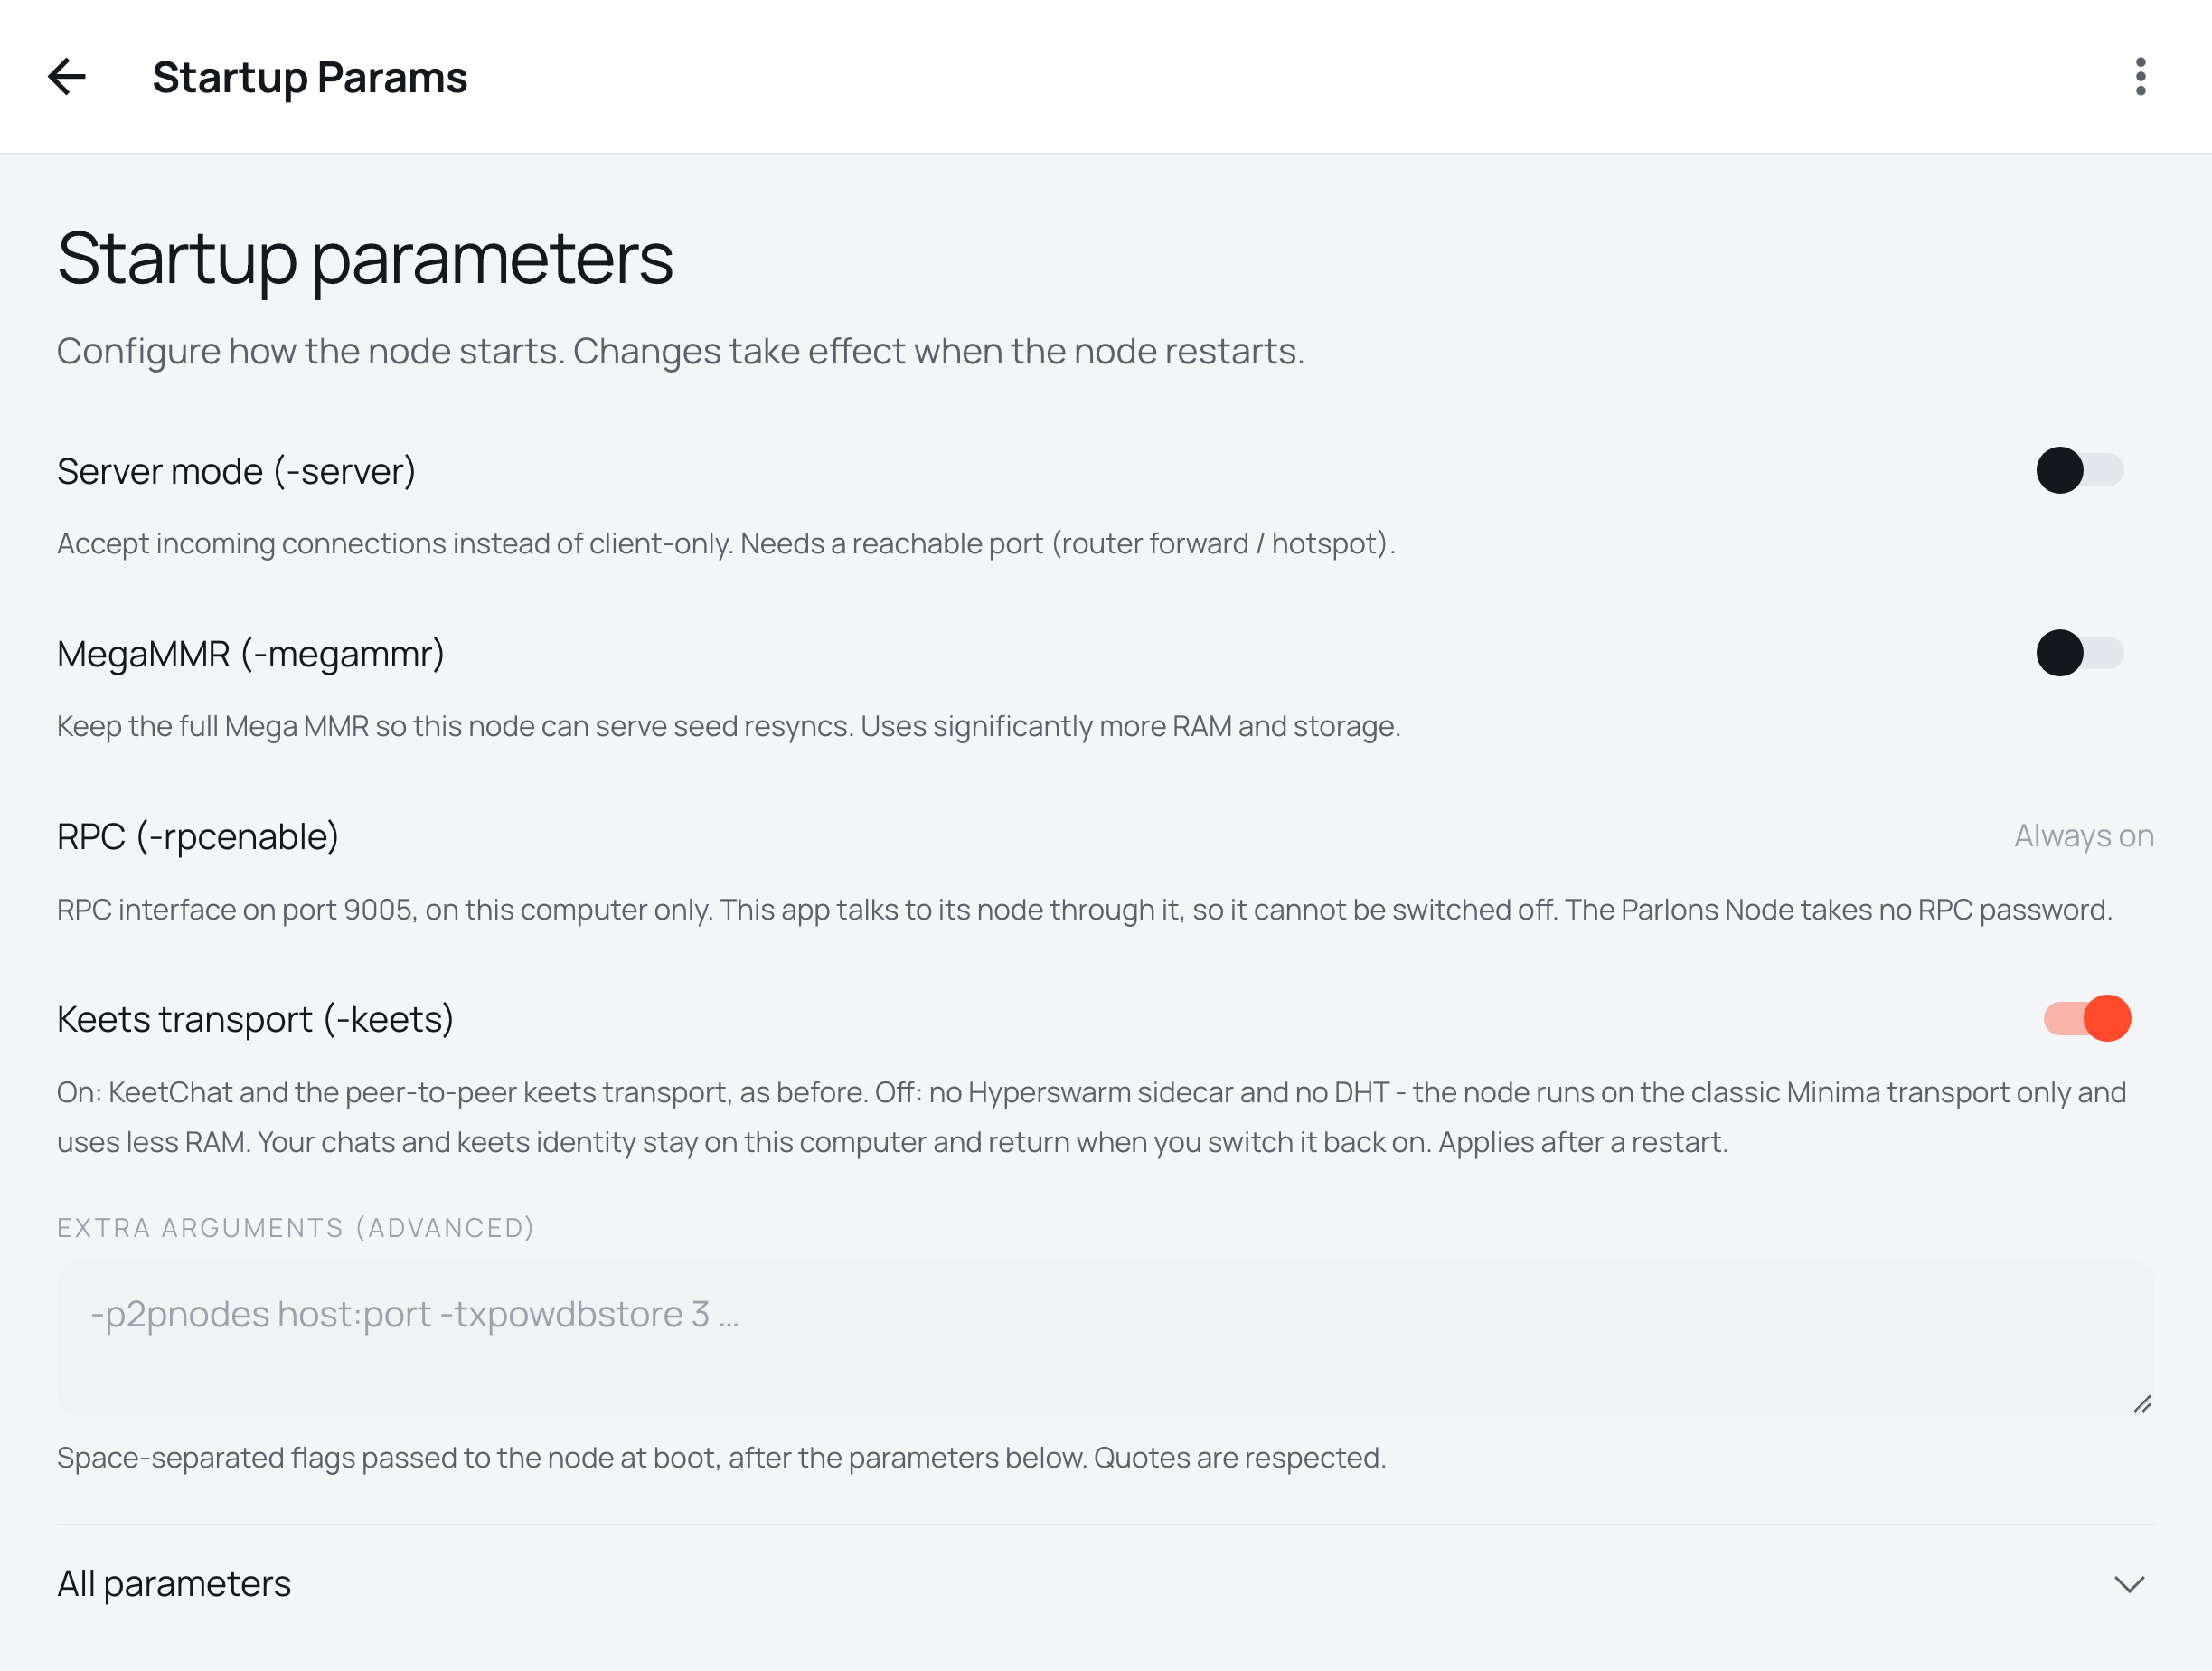 Startup Params
Startup parameters
Configure how the node starts. Changes take effect when the node restarts.
Server mode (-server)
Accept incoming connections instead of client-only. Needs a reachable port (router forward / hotspot).
MegaMMR (-megammr)
Keep the full Mega MMR so this node can serve seed resyncs. Uses significantly more RAM and storage.
RPC (-rpcenable)
Always on
RPC interface on port 9005, on this computer only. This app talks to its node through it, so it cannot be switched off. The Parlons Node takes no RPC password.
Keets transport (-keets)
On: KeetChat and the peer-to-peer keets transport, as before. Off: no Hyperswarm sidecar and no DHT - the node runs on the classic Minima transport only and
uses less RAM. Your chats and keets identity stay on this computer and return when you switch it back on. Applies after a restart.
EXTRA ARGUMENTS (ADVANCED)
-p2pnodes host:port -txpowdbstore 3 ...
Space-separated flags passed to the node at boot, after the parameters below. Quotes are respected.
All parameters